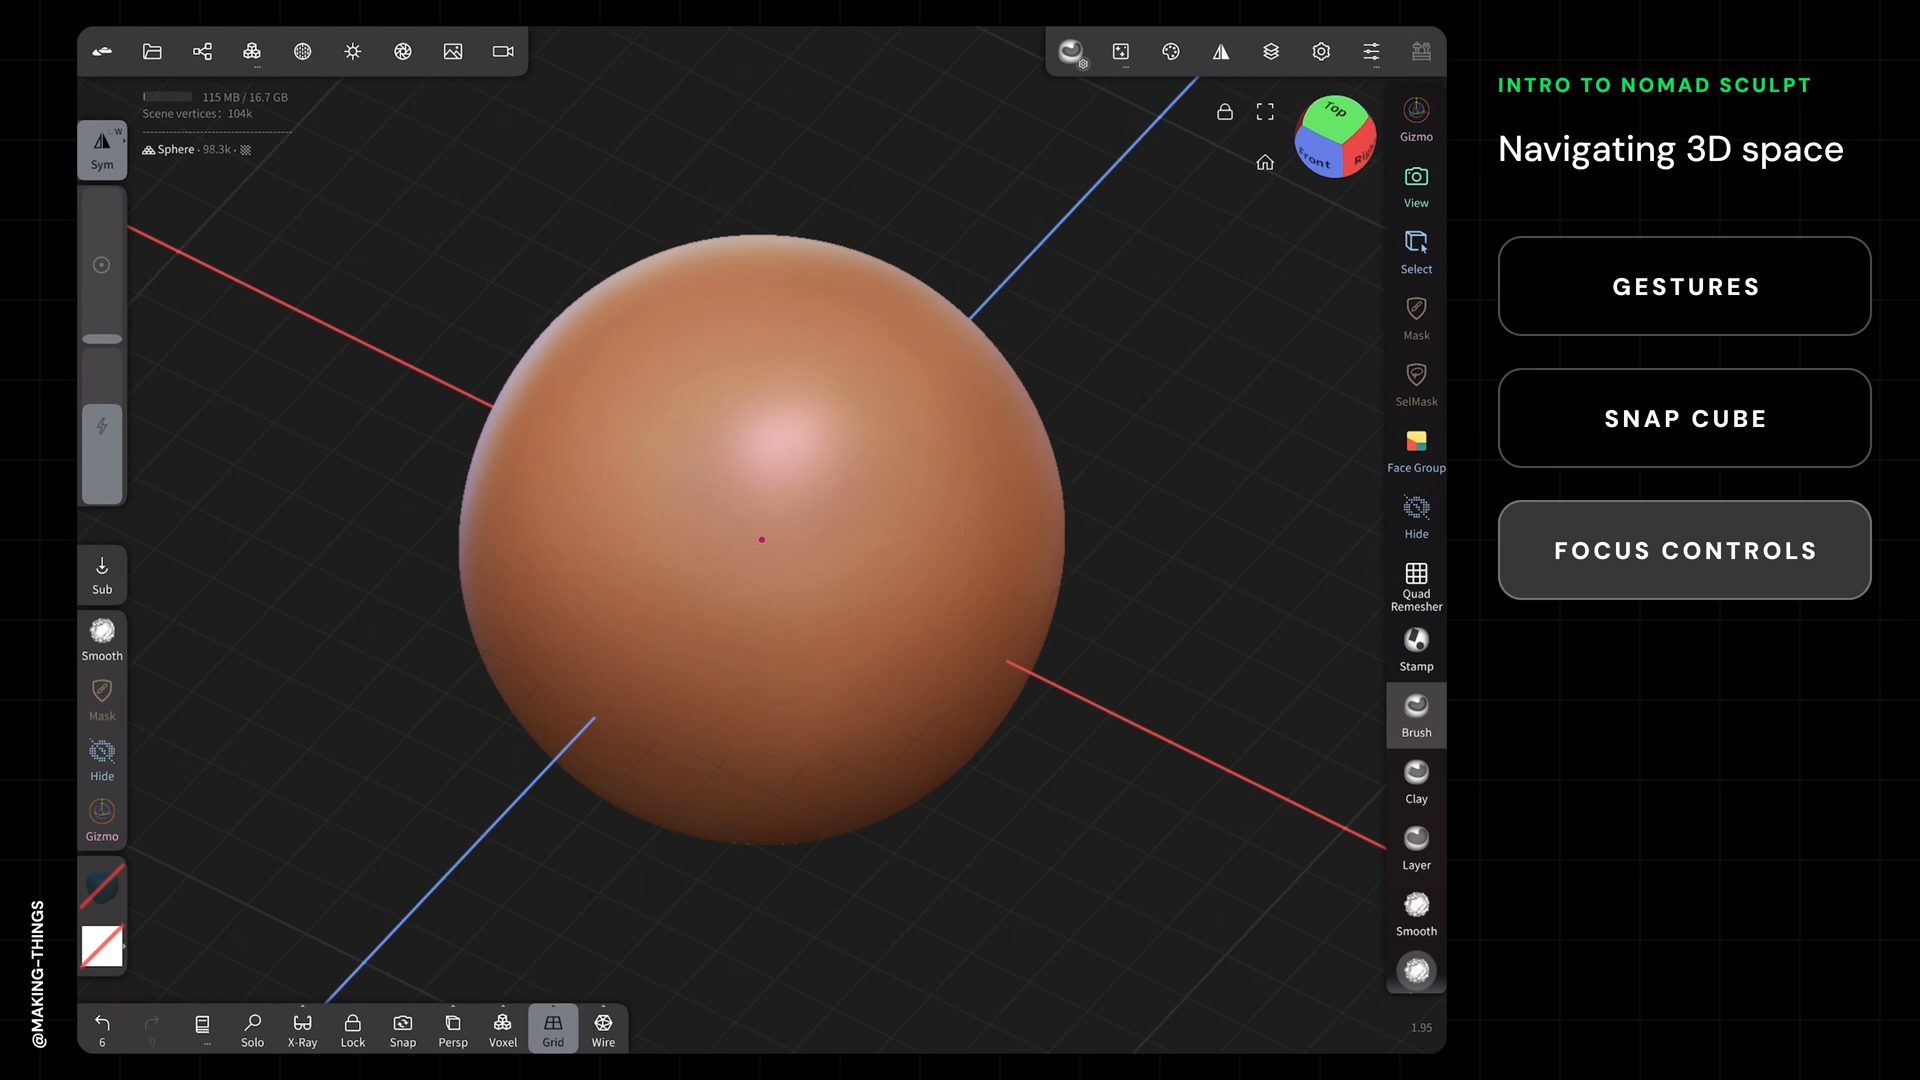 115 MB / 16.7 GB
Scene vertices: 104k
Sphere · 98.3k ·
L/W
Sym
Sub
Smooth
Mask
Hide
Gizmo
6
0
...
Solo
X-Ray
Lock
Snap
Persp
Voxel
Grid
Wire
Top
Front
Gizmo
View
Select
Mask
SelMask
Face Group
Hide
Quad
Remesher
Stamp
Brush
Clay
Layer
Smooth
1.95
INTRO TO NOMAD SCULPT
Navigating 3D space
GESTURES
SNAP CUBE
FOCUS CONTROLS
@MAKING-THINGS